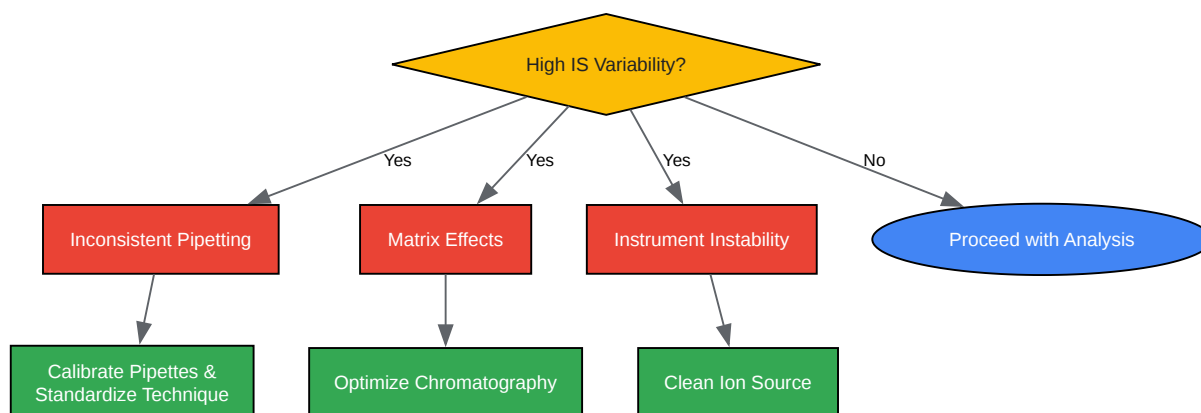 High IS Variability?
Yes
Yes
Yes
No
Inconsistent Pipetting
Matrix Effects
Instrument Instability
Proceed with Analysis
Calibrate Pipettes &
Standardize Technique
Optimize Chromatography
Clean Ion Source